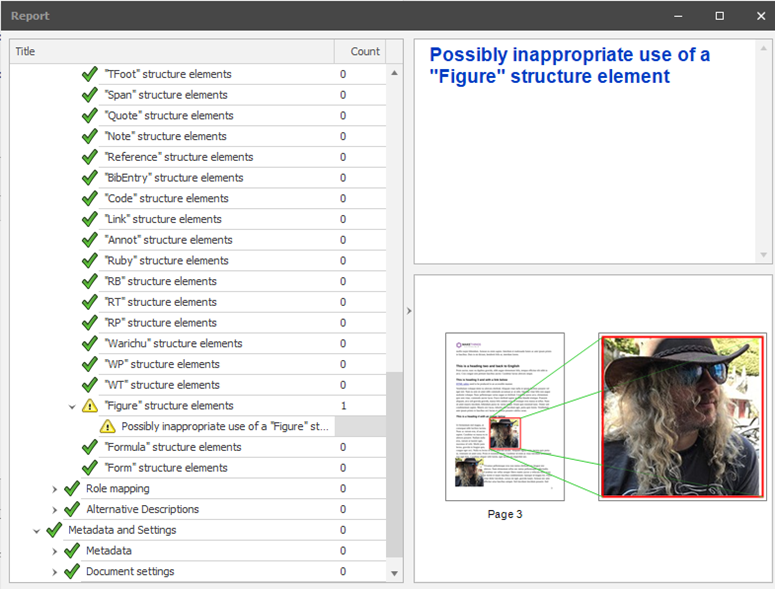 Report
Title Count
"TFoot" structure elements 0
"Span" structure elements 0
"Quote" structure elements 0
"Note" structure elements 0
"Reference" structure elements 0
"BibEntry" structure elements 0
"Code" structure elements 0
"Link" structure elements 0
"Annot" structure elements 0
"Ruby" structure elements 0
"RB" structure elements 0
"RT" structure elements 0
"RP" structure elements 0
"Warichu" structure elements 0
"WP" structure elements 0
"WT" structure elements 0
"Figure" structure elements 1
Possibly inappropriate use of a "Figure" st...
"Formula" structure elements 0
"Form" structure elements 0
Role mapping 0
Alternative Descriptions 0
Metadata and Settings 0
Metadata 0
Document settings 0
Possibly inappropriate use of a
"Figure" structure element
This is a heading two and back to English
Page 3